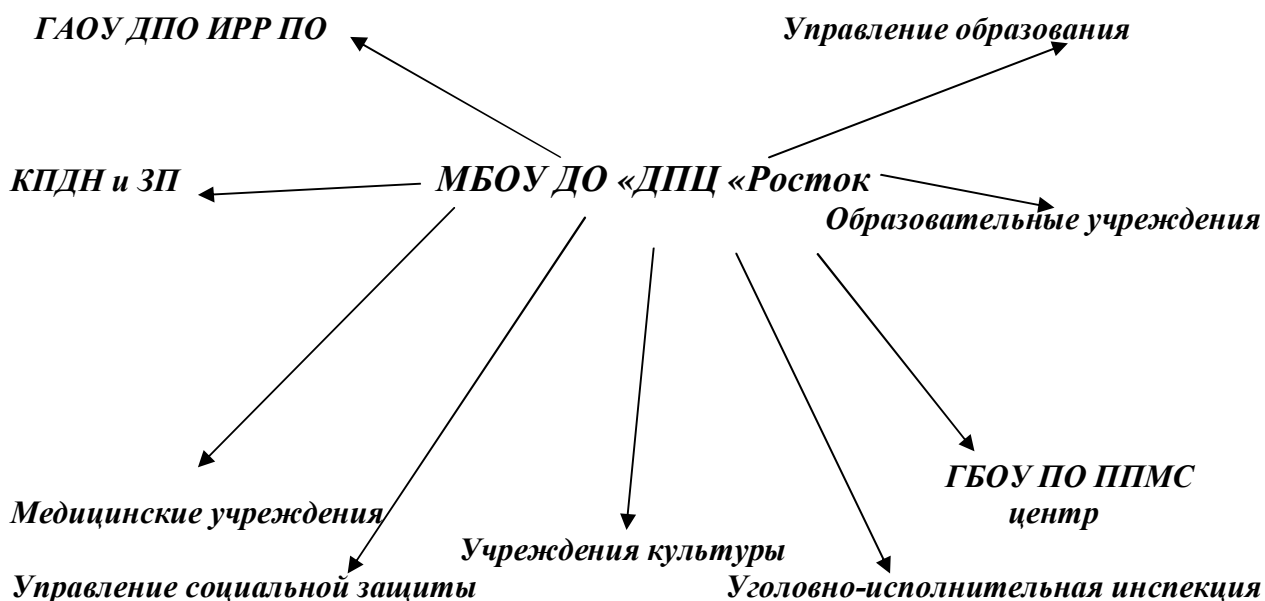 ГАОУ ДПО ИРР ПО
Управление образования
КПДН и ЗП
МБОУ ДО «ДПЦ «Росток
Образовательные учреждения
ГБОУ ПО ППМС
центр
Медицинские учреждения
Учреждения культуры
Управление социальной защиты
Уголовно-исполнительная инспекция